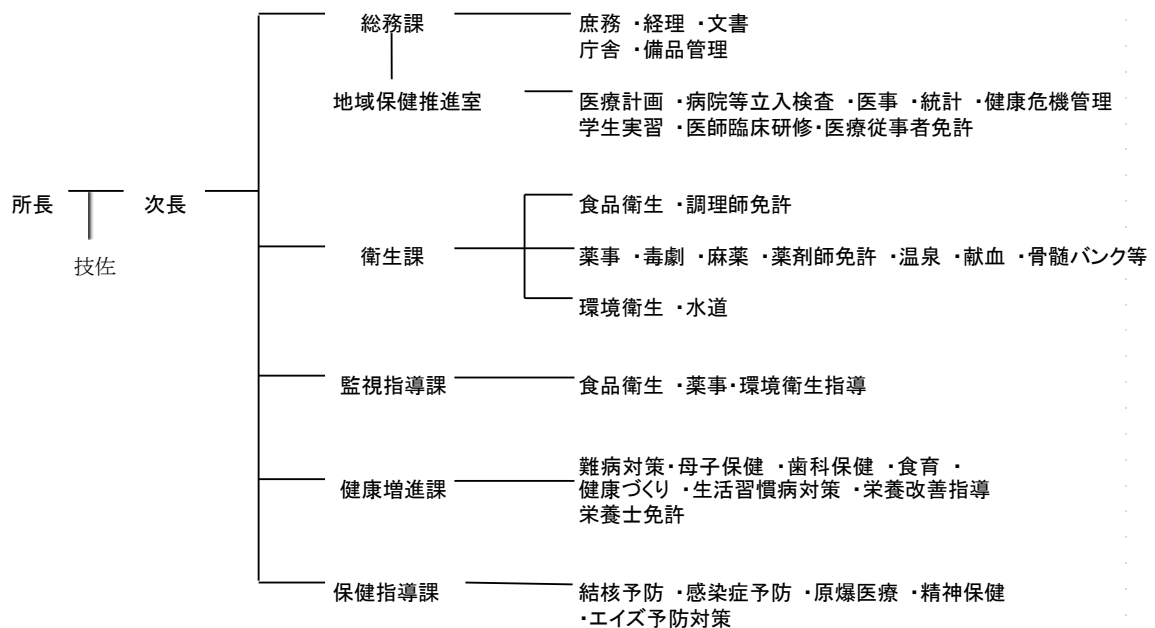 総務課
庶務 ・経理 ・文書
庁舎 ・備品管理
地域保健推進室
医療計画 ・病院等立入検査 ・医事 ・統計 ・健康危機管理
学生実習 ・医師臨床研修・医療従事者免許
所長
次長
技佐
衛生課
食品衛生 ・調理師免許
薬事 ・毒劇 ・麻薬 ・薬剤師免許 ・温泉 ・献血 ・骨髄バンク等
環境衛生 ・水道
監視指導課
食品衛生 ・薬事・環境衛生指導
健康増進課
難病対策・母子保健 ・歯科保健 ・食育 ・
健康づくり ・生活習慣病対策 ・栄養改善指導
栄養士免許
保健指導課
結核予防 ・感染症予防 ・原爆医療 ・精神保健
・エイズ予防対策